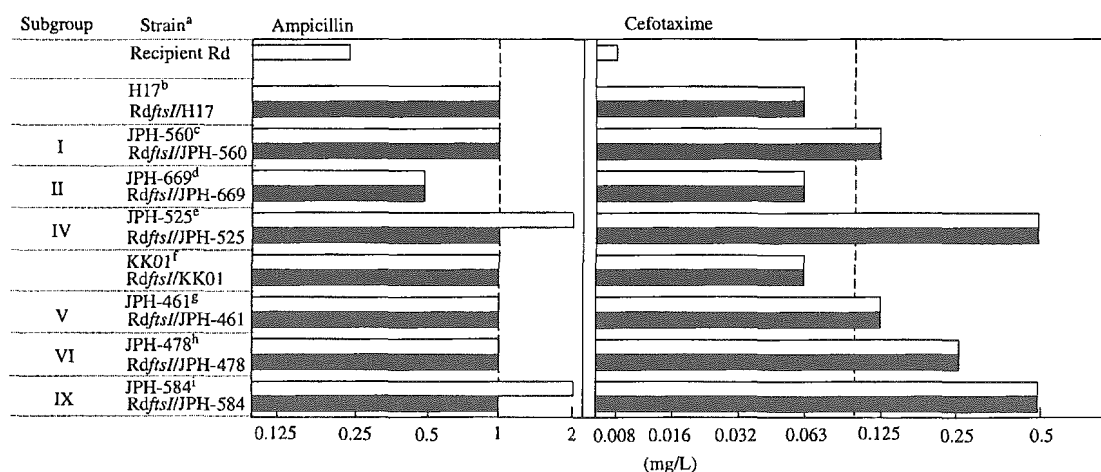 Subgroup Strainᵃ Ampicillin Cefotaxime
Recipient Rd
H17ᵇ
RdftsI/H17
I
JPH-560ᶜ
RdftsI/JPH-560
II
JPH-669ᵈ
RdftsI/JPH-669
IV
JPH-525ᵉ
RdftsI/JPH-525
KK01ᶠ
RdftsI/KK01
V
JPH-461ᵍ
RdftsI/JPH-461
VI
JPH-478ʰ
RdftsI/JPH-478
IX
JPH-584ⁱ
RdftsI/JPH-584
0.125 0.25 0.5 1 2 0.008 0.016 0.032 0.063 0.125 0.25 0.5
(mg/L)